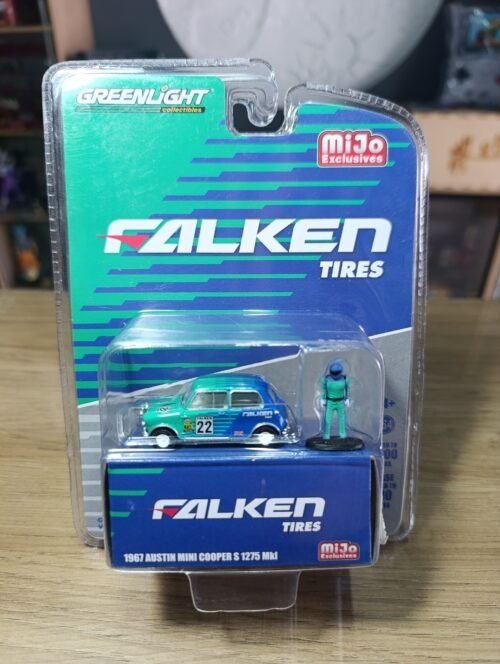 GREENLIGHT
collectibles
MiJo
Exclusives
FALKEN
TIRES
22
FALKEN
FALKEN
TIRES
1967 AUSTIN MINI COOPER S 1275 MkI
MiJo
Exclusives